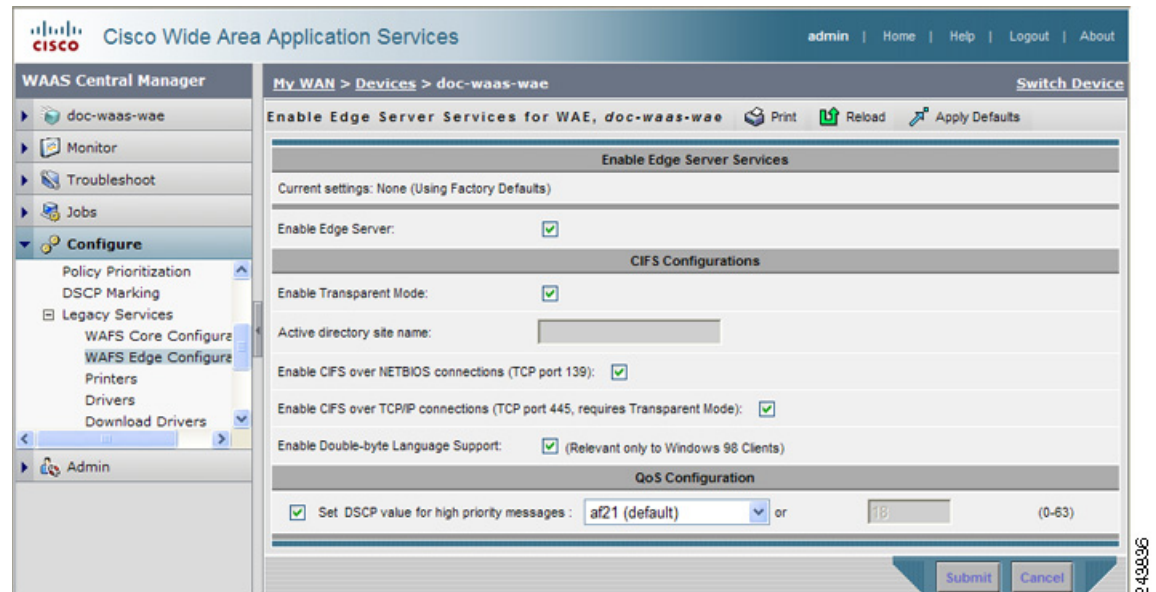 CISCO
Cisco Wide Area Application Services
admin | Home | Help | Logout | About
WAAS Central Manager
My WAN > Devices > doc-waas-wae
Switch Device
doc-waas-wae
Monitor
Troubleshoot
Jobs
Configure
Policy Prioritization
DSCP Marking
Legacy Services
WAFS Core Configura
WAFS Edge Configura
Printers
Drivers
Download Drivers
Admin
Enable Edge Server Services for WAE, doc-waas-wae
Print
Reload
Apply Defaults
Enable Edge Server Services
Current settings: None (Using Factory Defaults)
Enable Edge Server:
CIFS Configurations
Enable Transparent Mode:
Active directory site name:
Enable CIFS over NETBIOS connections (TCP port 139):
Enable CIFS over TCP/IP connections (TCP port 445, requires Transparent Mode):
Enable Double-byte Language Support: (Relevant only to Windows 98 Clients)
QoS Configuration
Set DSCP value for high priority messages : af21 (default) or 18 (0-63)
Submit
Cancel
243836